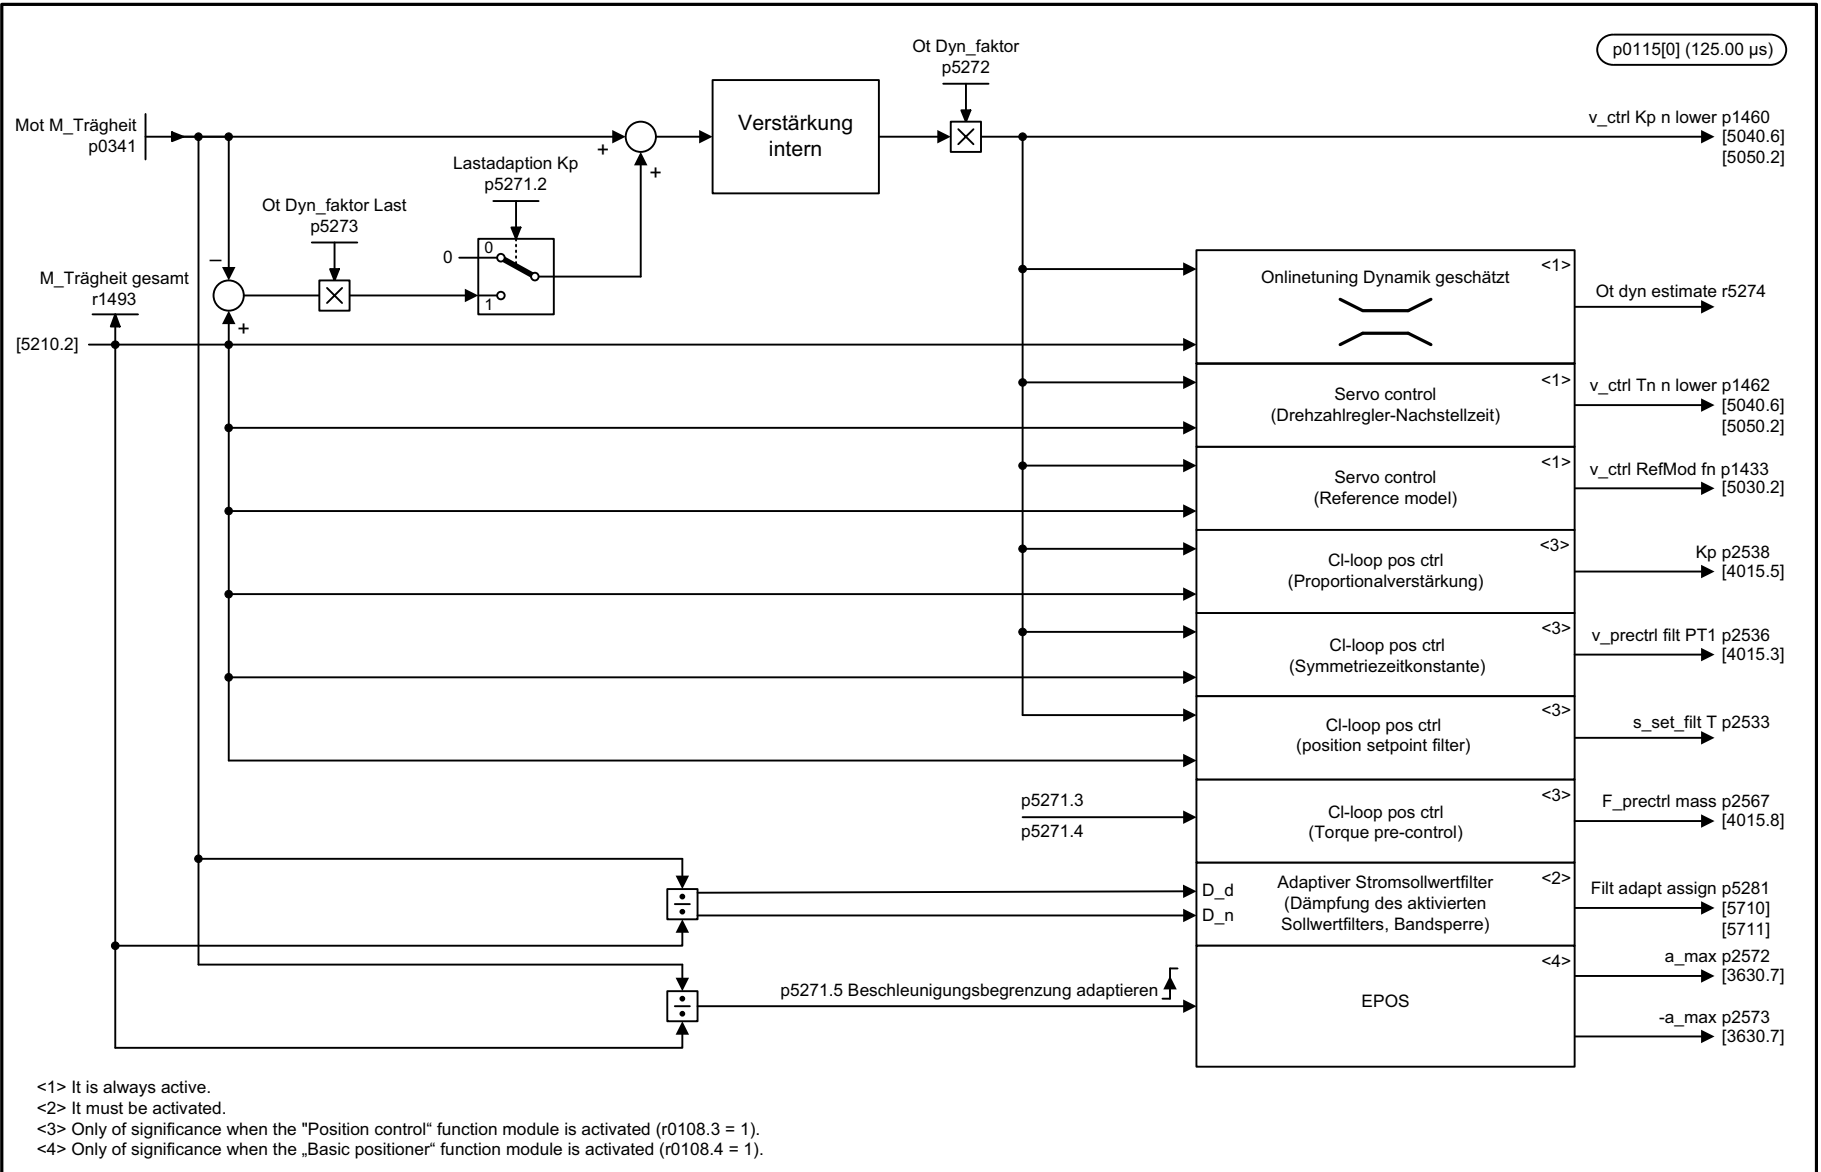 Ot Dyn_faktor
p5272
p0115[0] (125.00 µs)
Mot M_Trägheit
p0341
+
Verstärkung
intern
×
v_ctrl Kp n lower p1460
[5040.6]
[5050.2]
Lastadaption Kp
p5271.2
+
Ot Dyn_faktor Last
p5273
0
0
1
–
×
+
M_Trägheit gesamt
r1493
[5210.2]
Onlinetuning Dynamik geschätzt
<1>
Ot dyn estimate r5274
Servo control
(Drehzahlregler-Nachstellzeit)
<1>
v_ctrl Tn n lower p1462
[5040.6]
[5050.2]
Servo control
(Reference model)
<1>
v_ctrl RefMod fn p1433
[5030.2]
Cl-loop pos ctrl
(Proportionalverstärkung)
<3>
Kp p2538
[4015.5]
Cl-loop pos ctrl
(Symmetriezeitkonstante)
<3>
v_prectrl filt PT1 p2536
[4015.3]
Cl-loop pos ctrl
(position setpoint filter)
<3>
s_set_filt T p2533
p5271.3
p5271.4
Cl-loop pos ctrl
(Torque pre-control)
<3>
F_prectrl mass p2567
[4015.8]
÷
D_d
D_n
Adaptiver Stromsollwertfilter
(Dämpfung des aktivierten
Sollwertfilters, Bandsperre)
<2>
Filt adapt assign p5281
[5710]
[5711]
÷
p5271.5 Beschleunigungsbegrenzung adaptieren
EPOS
<4>
a_max p2572
[3630.7]
-a_max p2573
[3630.7]
<1> It is always active.
<2> It must be activated.
<3> Only of significance when the "Position control“ function module is activated (r0108.3 = 1).
<4> Only of significance when the „Basic positioner“ function module is activated (r0108.4 = 1).